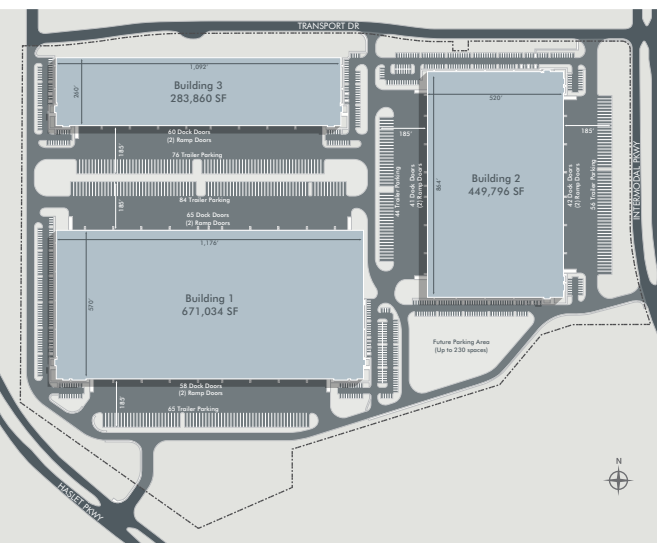 TRANSPORT DR
1,092'
Building 3
283,860 SF
260'
60 Dock Doors
(2) Ramp Doors
185'
76 Trailer Parking
84 Trailer Parking
185'
65 Dock Doors
(2) Ramp Doors
1,176'
Building 1
671,034 SF
570'
58 Dock Doors
(2) Ramp Doors
185'
65 Trailer Parking
520'
185'
185'
Building 2
449,796 SF
864'
44 Trailer Parking
41 Dock Doors
(2) Ramp Doors
42 Dock Doors
(2) Ramp Doors
56 Trailer Parking
INTERMODAL PKWY
Future Parking Area
(Up to 230 spaces)
HASLET PKWY
N